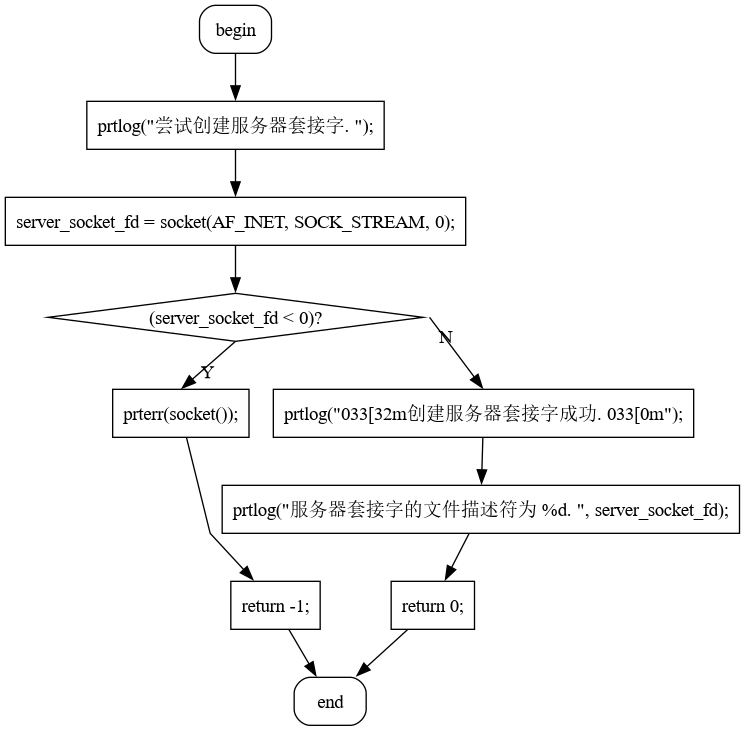 begin
prtlog("尝试创建服务器套接字. ");
server_socket_fd = socket(AF_INET, SOCK_STREAM, 0);
(server_socket_fd < 0)?
Y
N
prterr(socket());
prtlog("033[32m创建服务器套接字成功. 033[0m");
prtlog("服务器套接字的文件描述符为 %d. ", server_socket_fd);
return -1;
return 0;
end